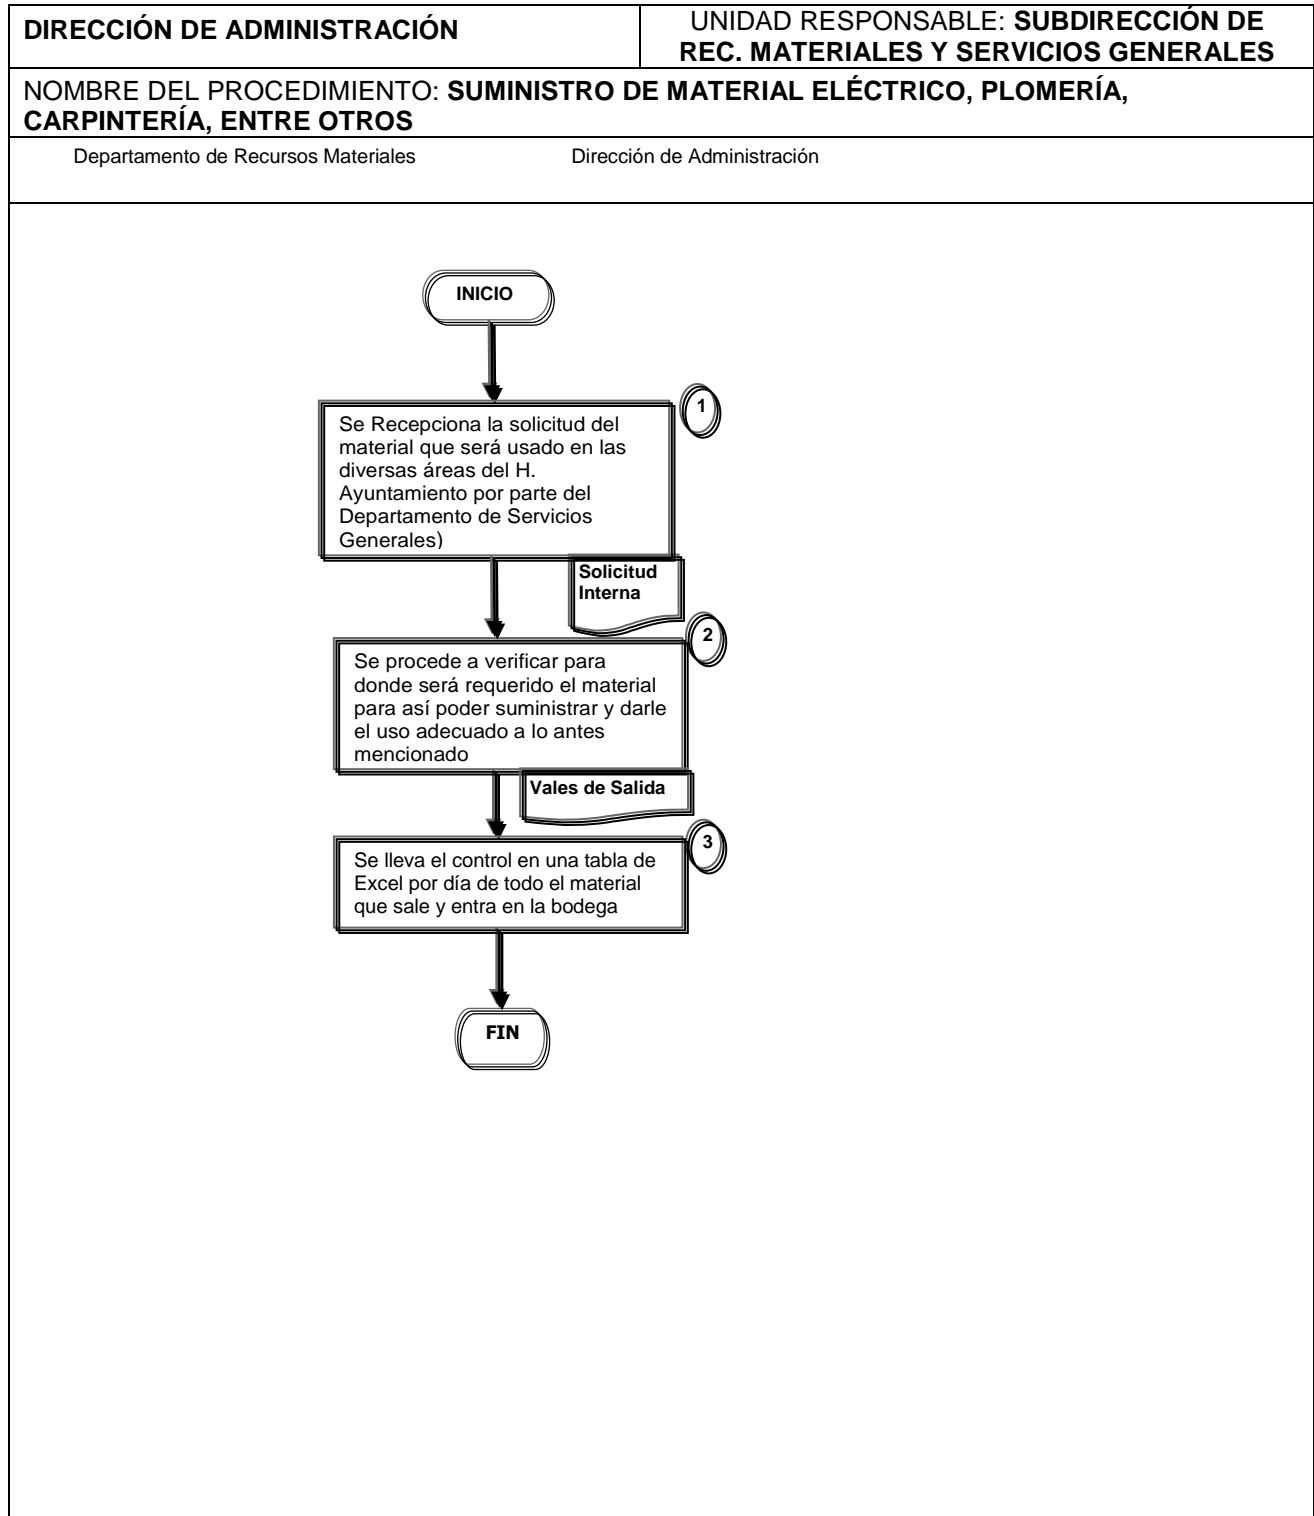 DIRECCIÓN DE ADMINISTRACIÓN
UNIDAD RESPONSABLE: SUBDIRECCIÓN DE
REC. MATERIALES Y SERVICIOS GENERALES
NOMBRE DEL PROCEDIMIENTO: SUMINISTRO DE MATERIAL ELÉCTRICO, PLOMERÍA,
CARPINTERÍA, ENTRE OTROS
Departamento de Recursos Materiales
Dirección de Administración
INICIO
1
Se Recepciona la solicitud del
material que será usado en las
diversas áreas del H.
Ayuntamiento por parte del
Departamento de Servicios
Generales)
Solicitud
Interna
2
Se procede a verificar para
donde será requerido el material
para así poder suministrar y darle
el uso adecuado a lo antes
mencionado
Vales de Salida
3
Se lleva el control en una tabla de
Excel por día de todo el material
que sale y entra en la bodega
FIN